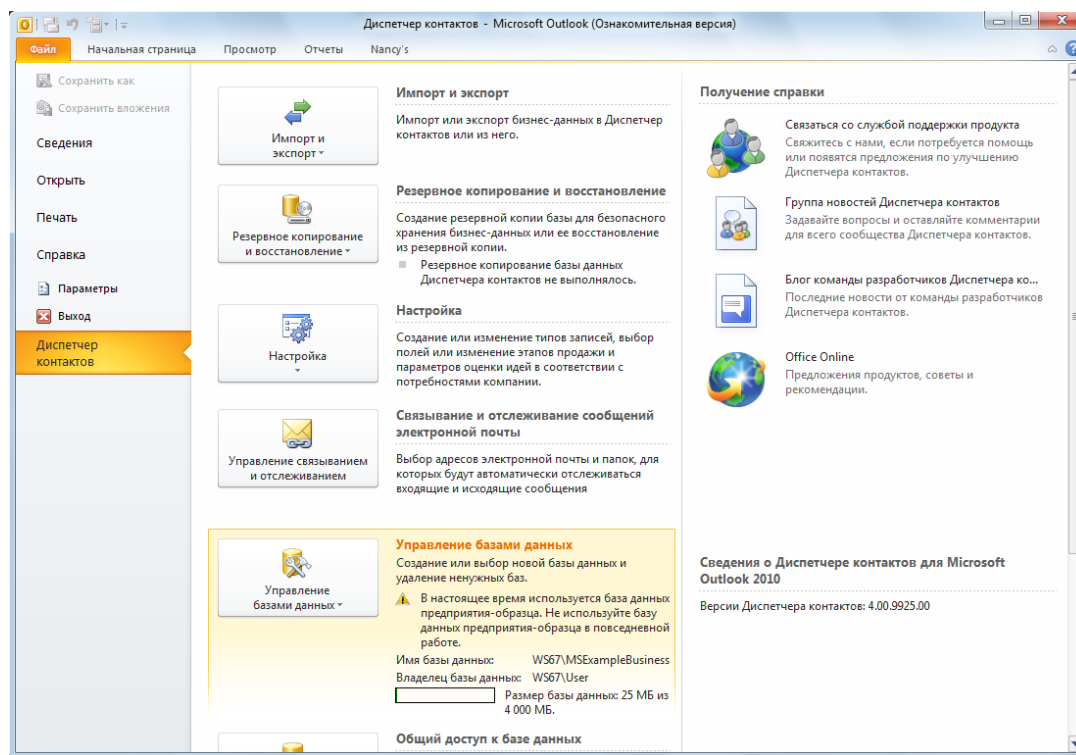 Диспетчер контактов - Microsoft Outlook (Ознакомительная версия)
Файл Начальная страница Просмотр Отчеты Nancy's
Сохранить как
Сохранить вложения
Сведения
Открыть
Печать
Справка
Параметры
Выход
Диспетчер
контактов
Импорт и
экспорт
Импорт и экспорт
Импорт или экспорт бизнес-данных в Диспетчер
контактов или из него.
Резервное копирование
и восстановление
Резервное копирование и восстановление
Создание резервной копии базы для безопасного
хранения бизнес-данных или ее восстановление
из резервной копии.
Резервное копирование базы данных
Диспетчера контактов не выполнялось.
Настройка
Настройка
Создание или изменение типов записей, выбор
полей или изменение этапов продажи и
параметров оценки идей в соответствии с
потребностями компании.
Управление связыванием
и отслеживанием
Связывание и отслеживание сообщений
электронной почты
Выбор адресов электронной почты и папок, для
которых будут автоматически отслеживаться
входящие и исходящие сообщения
Управление
базами данных
Управление базами данных
Создание или выбор новой базы данных и
удаление ненужных баз.
В настоящее время используется база данных
предприятия-образца. Не используйте базу
данных предприятия-образца в повседневной
работе.
Имя базы данных: WS67\MSExampleBusiness
Владелец базы данных: WS67\User
Размер базы данных: 25 МБ из
4 000 МБ.
Общий доступ к базе данных
Получение справки
Связаться со службой поддержки продукта
Свяжитесь с нами, если потребуется помощь
или появятся предложения по улучшению
Диспетчера контактов.
Группа новостей Диспетчера контактов
Задавайте вопросы и оставляйте комментарии
для всего сообщества Диспетчера контактов.
Блог команды разработчиков Диспетчера ко...
Последние новости от команды разработчиков
Диспетчера контактов.
Office Online
Предложения продуктов, советы и
рекомендации.
Сведения о Диспетчере контактов для Microsoft
Outlook 2010
Версии Диспетчера контактов: 4.00.9925.00